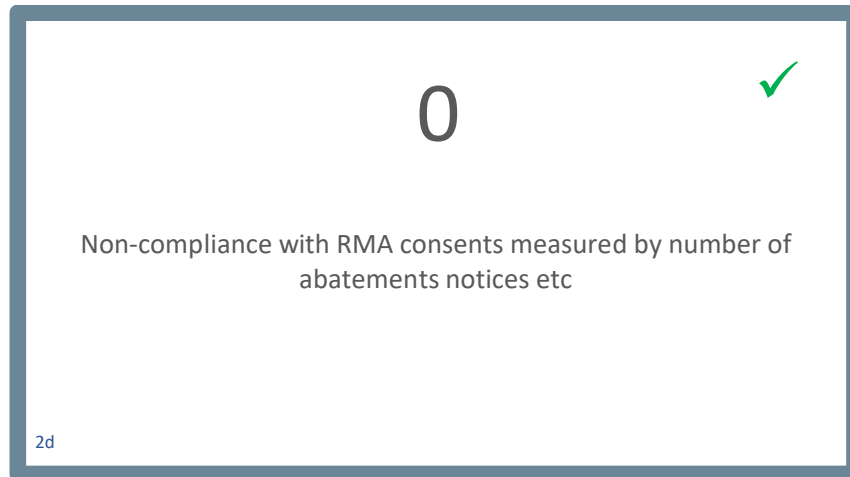 0
✓
Non-compliance with RMA consents measured by number of
abatements notices etc
2d